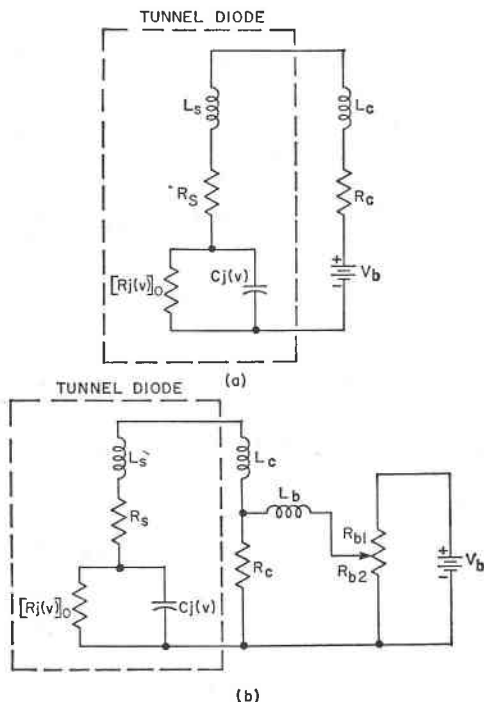 TUNNEL DIODE
Ls
Lc
Rs
Rc
[Rj(v)]o
Cj(v)
+
Vb
-
(a)
TUNNEL DIODE
Ls
Lc
Lb
Rs
Rb1
Rc
Rb2
+
Vb
-
[Rj(v)]o
Cj(v)
(b)